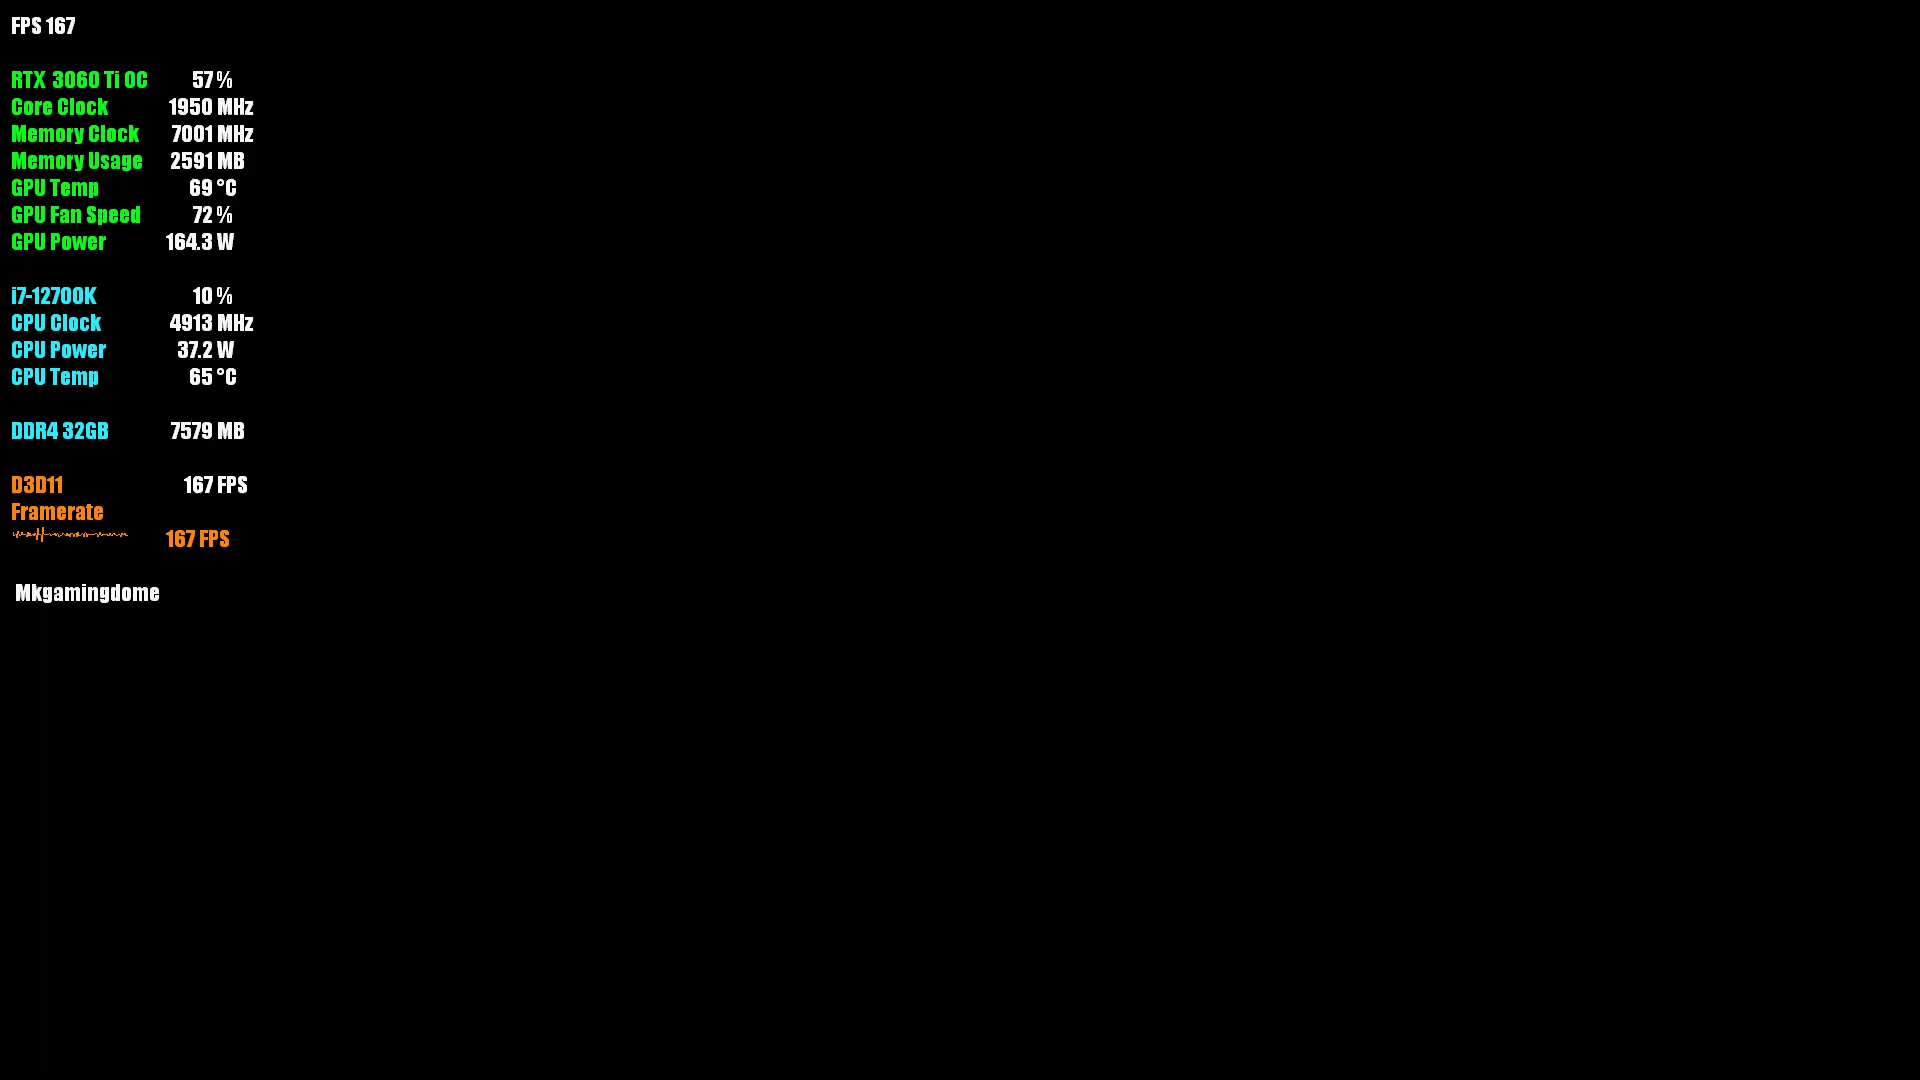 FPS 167
RTX 3060 Ti OC 57 %
Core Clock 1950 MHz
Memory Clock 7001 MHz
Memory Usage 2591 MB
GPU Temp 69 °C
GPU Fan Speed 72 %
GPU Power 164.3 W
i7-12700K 10 %
CPU Clock 4913 MHz
CPU Power 37.2 W
CPU Temp 65 °C
DDR4 32GB 7579 MB
D3D11 167 FPS
Framerate
167 FPS
Mkgamingdome